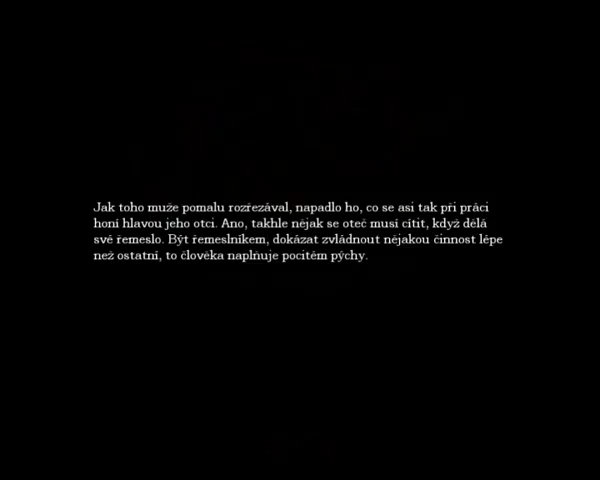 Jak toho muže pomalu rozřezával, napadlo ho, co se asi tak při práci
honí hlavou jeho otci. Ano, takhle nějak se oteč musí cítit, když dělá
své řemeslo. Být řemeslníkem, dokázat zvládnout nějakou činnost lépe
než ostatní, to člověka naplňuje pocitěm pýchy.